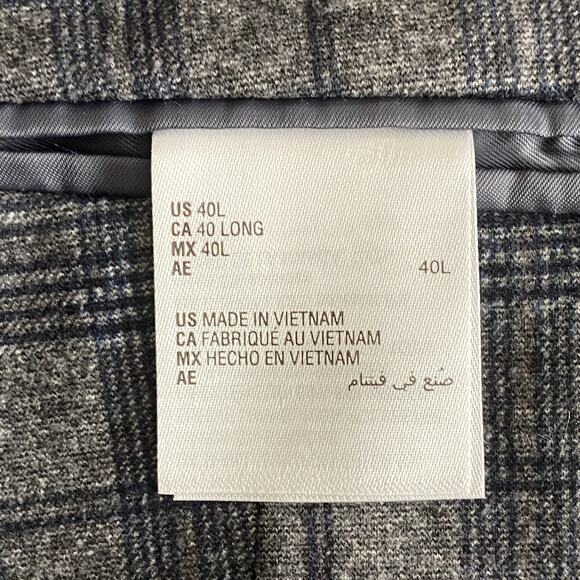 US 40L
CA 40 LONG
MX 40L
AE 40L
US MADE IN VIETNAM
CA FABRIQUÉ AU VIETNAM
MX HECHO EN VIETNAM
AE صُنع في فيتنام